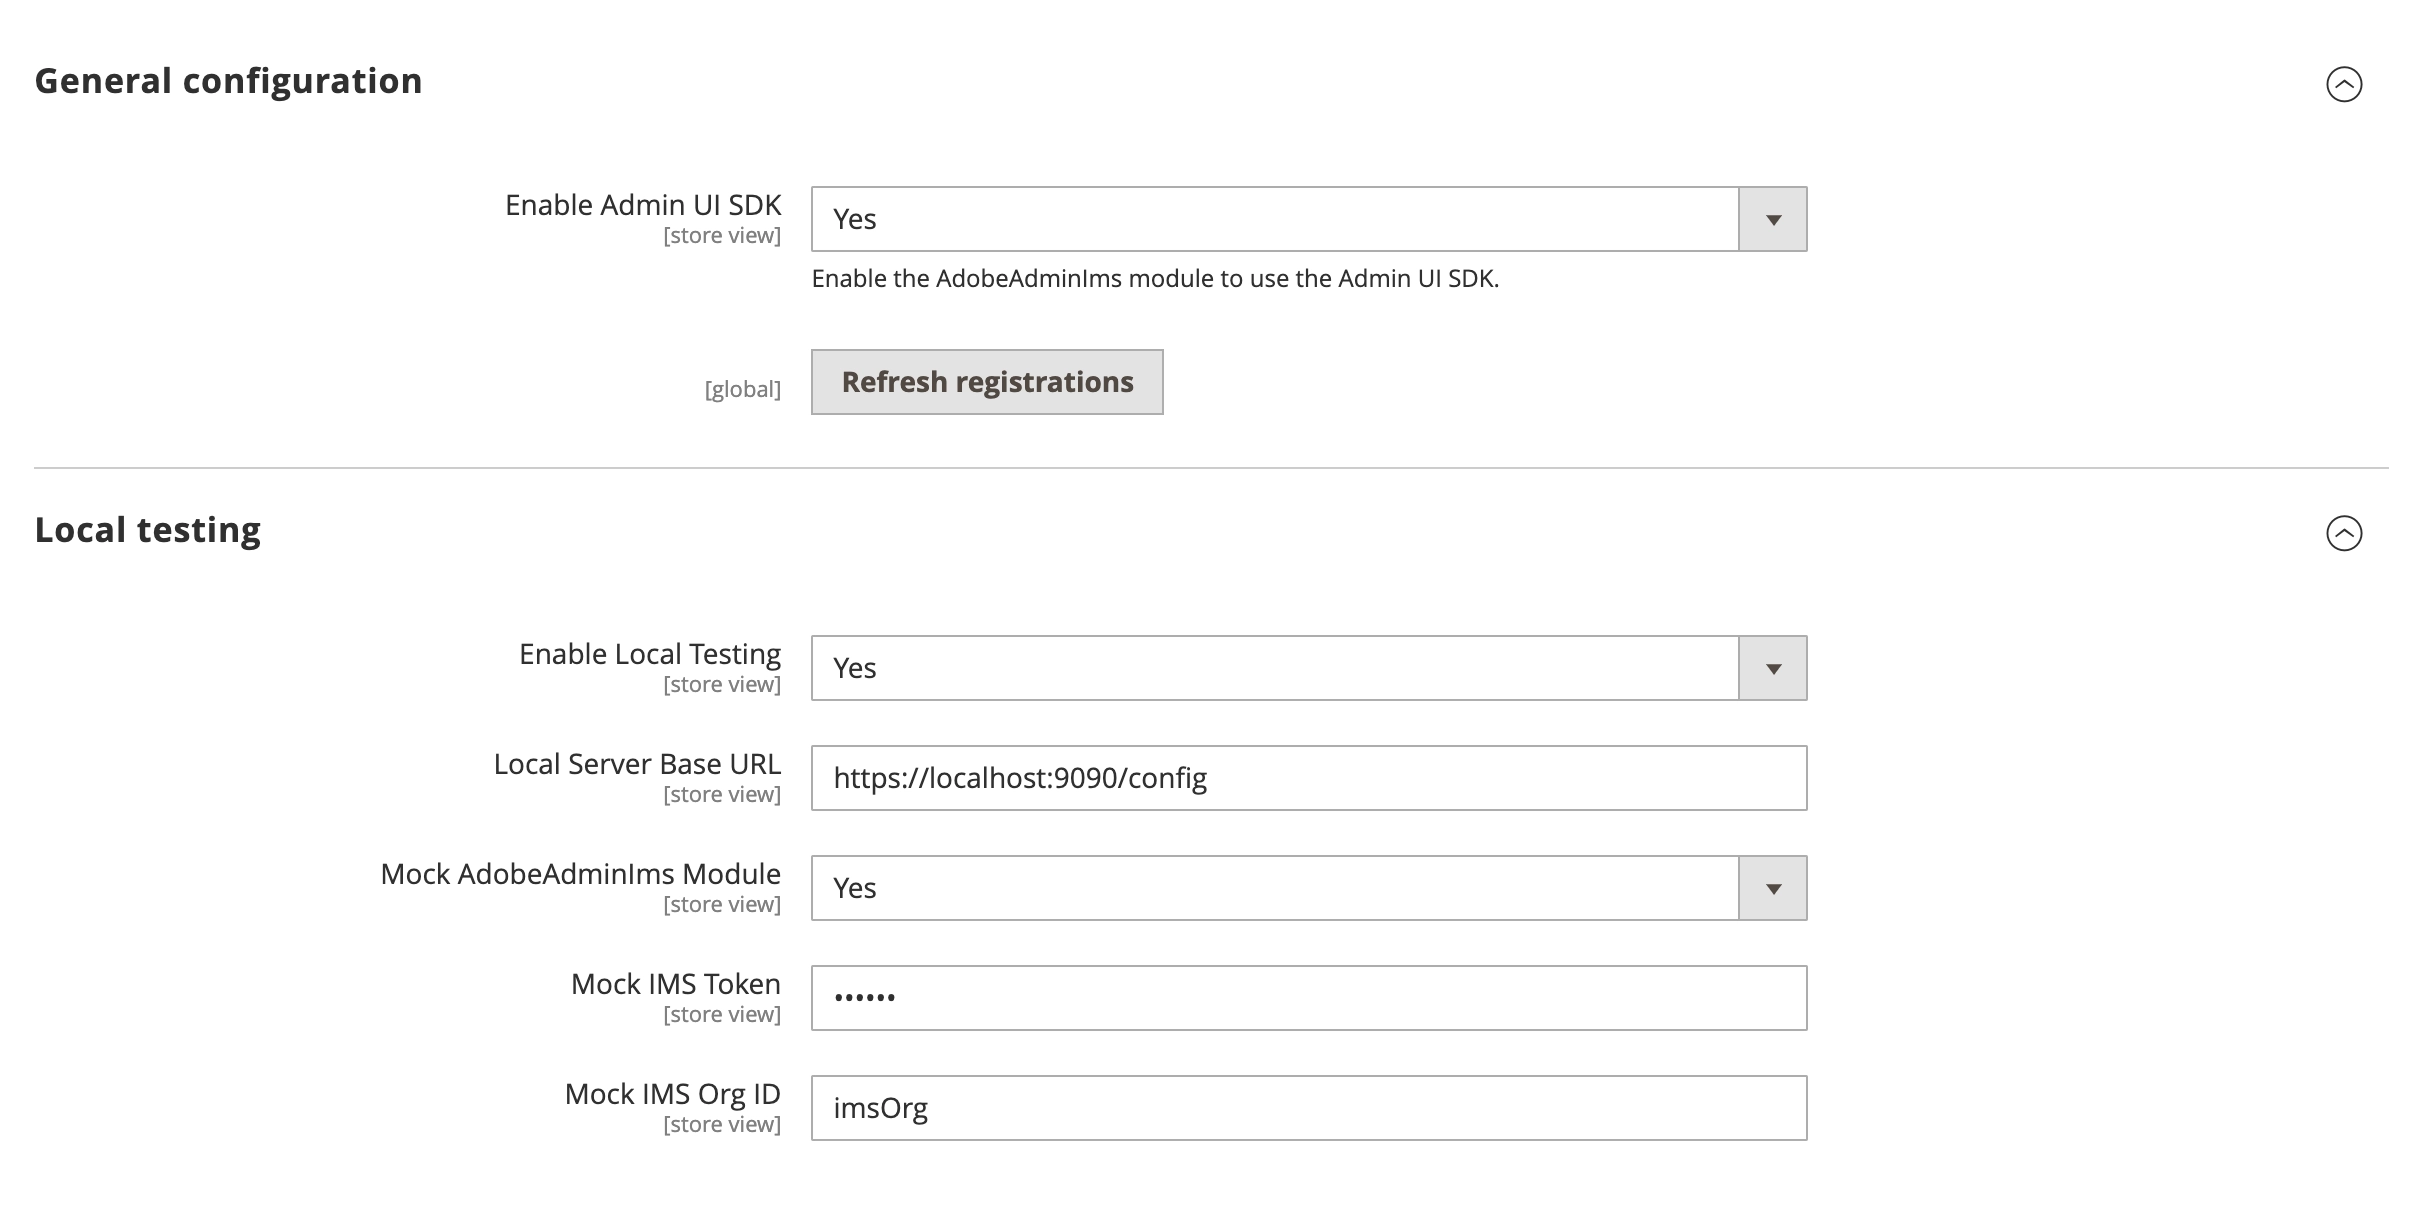 General configuration
Enable Admin UI SDK
[store view]
Yes
Enable the AdobeAdminIms module to use the Admin UI SDK.
[global]
Refresh registrations
Local testing
Enable Local Testing
[store view]
Yes
Local Server Base URL
[store view]
https://localhost:9090/config
Mock AdobeAdminIms Module
[store view]
Yes
Mock IMS Token
[store view]
••••••
Mock IMS Org ID
[store view]
imsOrg